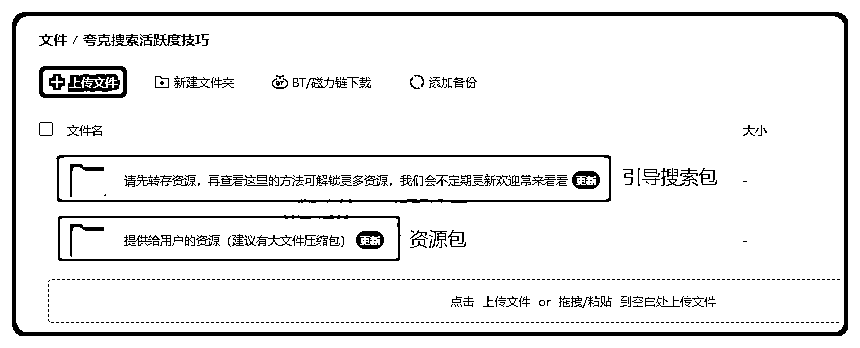 文件 / 夸克搜索活跃度技巧
上传文件 新建文件夹 BT/磁力链下载 添加备份
文件名 大小
请先转存资源，再查看这里的方法可解锁更多资源，我们会不定期更新欢迎常来看看 更新 引导搜索包 -
提供给用户的资源（建议有大文件压缩包） 更新 资源包 -
点击 上传文件 or 拖拽/粘贴 到空白处上传文件